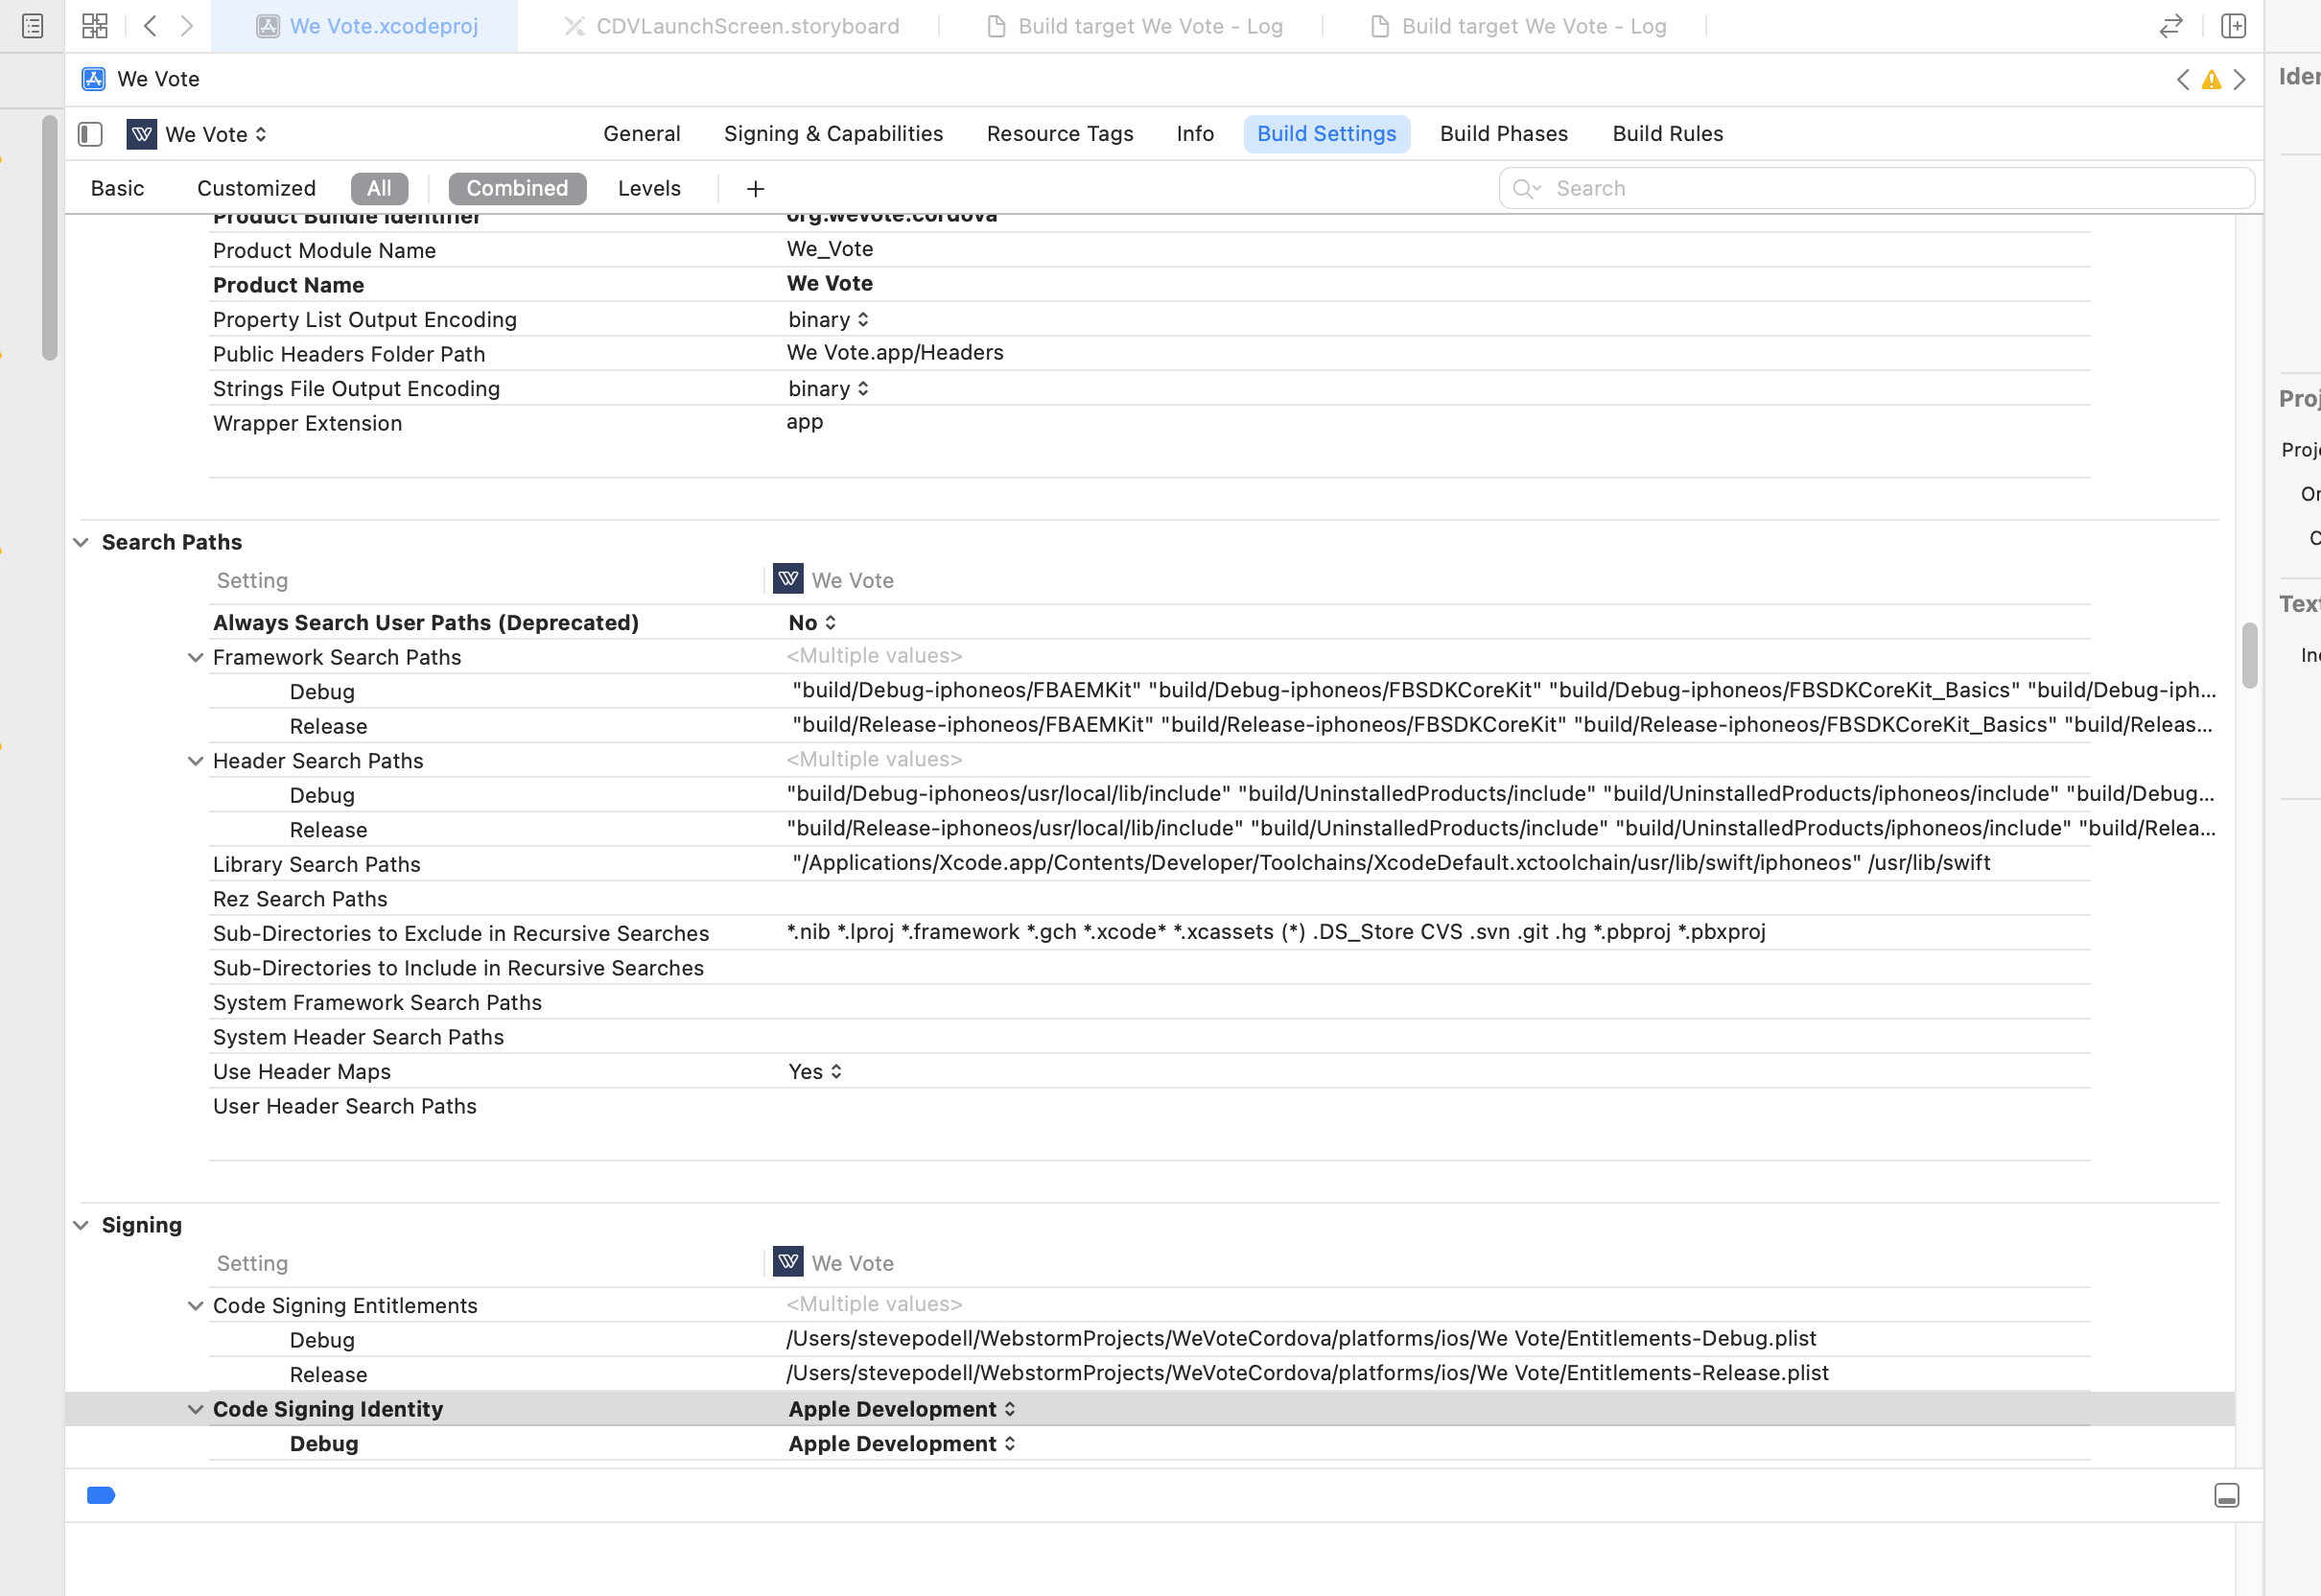 We Vote.xcodeproj
CDVLaunchScreen.storyboard
Build target We Vote - Log
Build target We Vote - Log
We Vote
We Vote
General
Signing & Capabilities
Resource Tags
Info
Build Settings
Build Phases
Build Rules
Basic
Customized
All
Combined
Levels
+
Search
Product Bundle Identifier org.wevote.cordova
Product Module Name We_Vote
Product Name We Vote
Property List Output Encoding binary
Public Headers Folder Path We Vote.app/Headers
Strings File Output Encoding binary
Wrapper Extension app
Search Paths
Setting We Vote
Always Search User Paths (Deprecated) No
Framework Search Paths <Multiple values>
Debug "build/Debug-iphoneos/FBAEMKit" "build/Debug-iphoneos/FBSDKCoreKit" "build/Debug-iphoneos/FBSDKCoreKit_Basics" "build/Debug-iph...
Release "build/Release-iphoneos/FBAEMKit" "build/Release-iphoneos/FBSDKCoreKit" "build/Release-iphoneos/FBSDKCoreKit_Basics" "build/Releas...
Header Search Paths <Multiple values>
Debug "build/Debug-iphoneos/usr/local/lib/include" "build/UninstalledProducts/include" "build/UninstalledProducts/iphoneos/include" "build/Debug...
Release "build/Release-iphoneos/usr/local/lib/include" "build/UninstalledProducts/include" "build/UninstalledProducts/iphoneos/include" "build/Relea...
Library Search Paths "/Applications/Xcode.app/Contents/Developer/Toolchains/XcodeDefault.xctoolchain/usr/lib/swift/iphoneos" /usr/lib/swift
Rez Search Paths
Sub-Directories to Exclude in Recursive Searches *.nib *.lproj *.framework *.gch *.xcode* *.xcassets (*) .DS_Store CVS .svn .git .hg *.pbproj *.pbxproj
Sub-Directories to Include in Recursive Searches
System Framework Search Paths
System Header Search Paths
Use Header Maps Yes
User Header Search Paths
Signing
Setting We Vote
Code Signing Entitlements <Multiple values>
Debug /Users/stevepodell/WebstormProjects/WeVoteCordova/platforms/ios/We Vote/Entitlements-Debug.plist
Release /Users/stevepodell/WebstormProjects/WeVoteCordova/platforms/ios/We Vote/Entitlements-Release.plist
Code Signing Identity Apple Development
Debug Apple Development